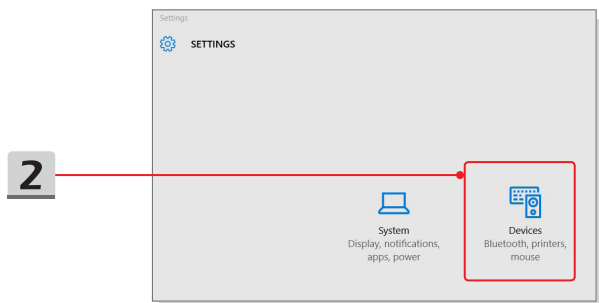 Settings
SETTINGS
2
System
Display, notifications,
apps, power
Devices
Bluetooth, printers,
mouse